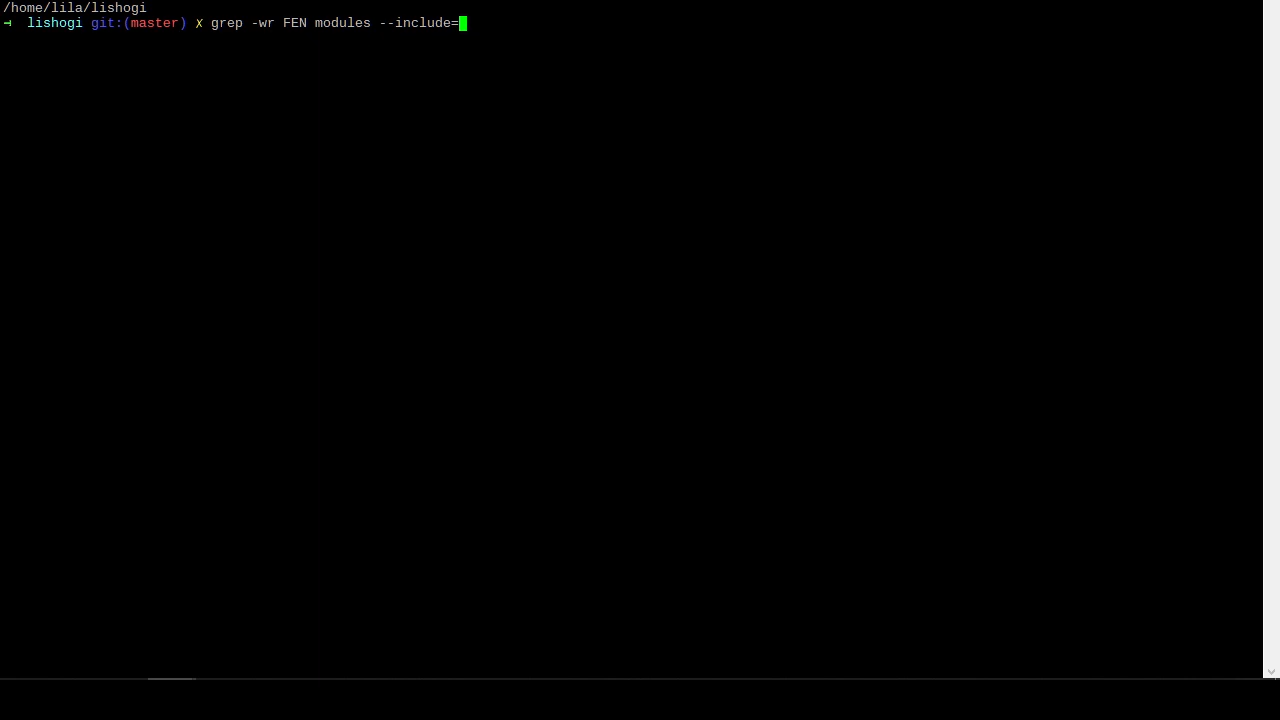 /home/lila/lishogi
→ lishogi git:(master) ✗ grep -wr FEN modules --include=